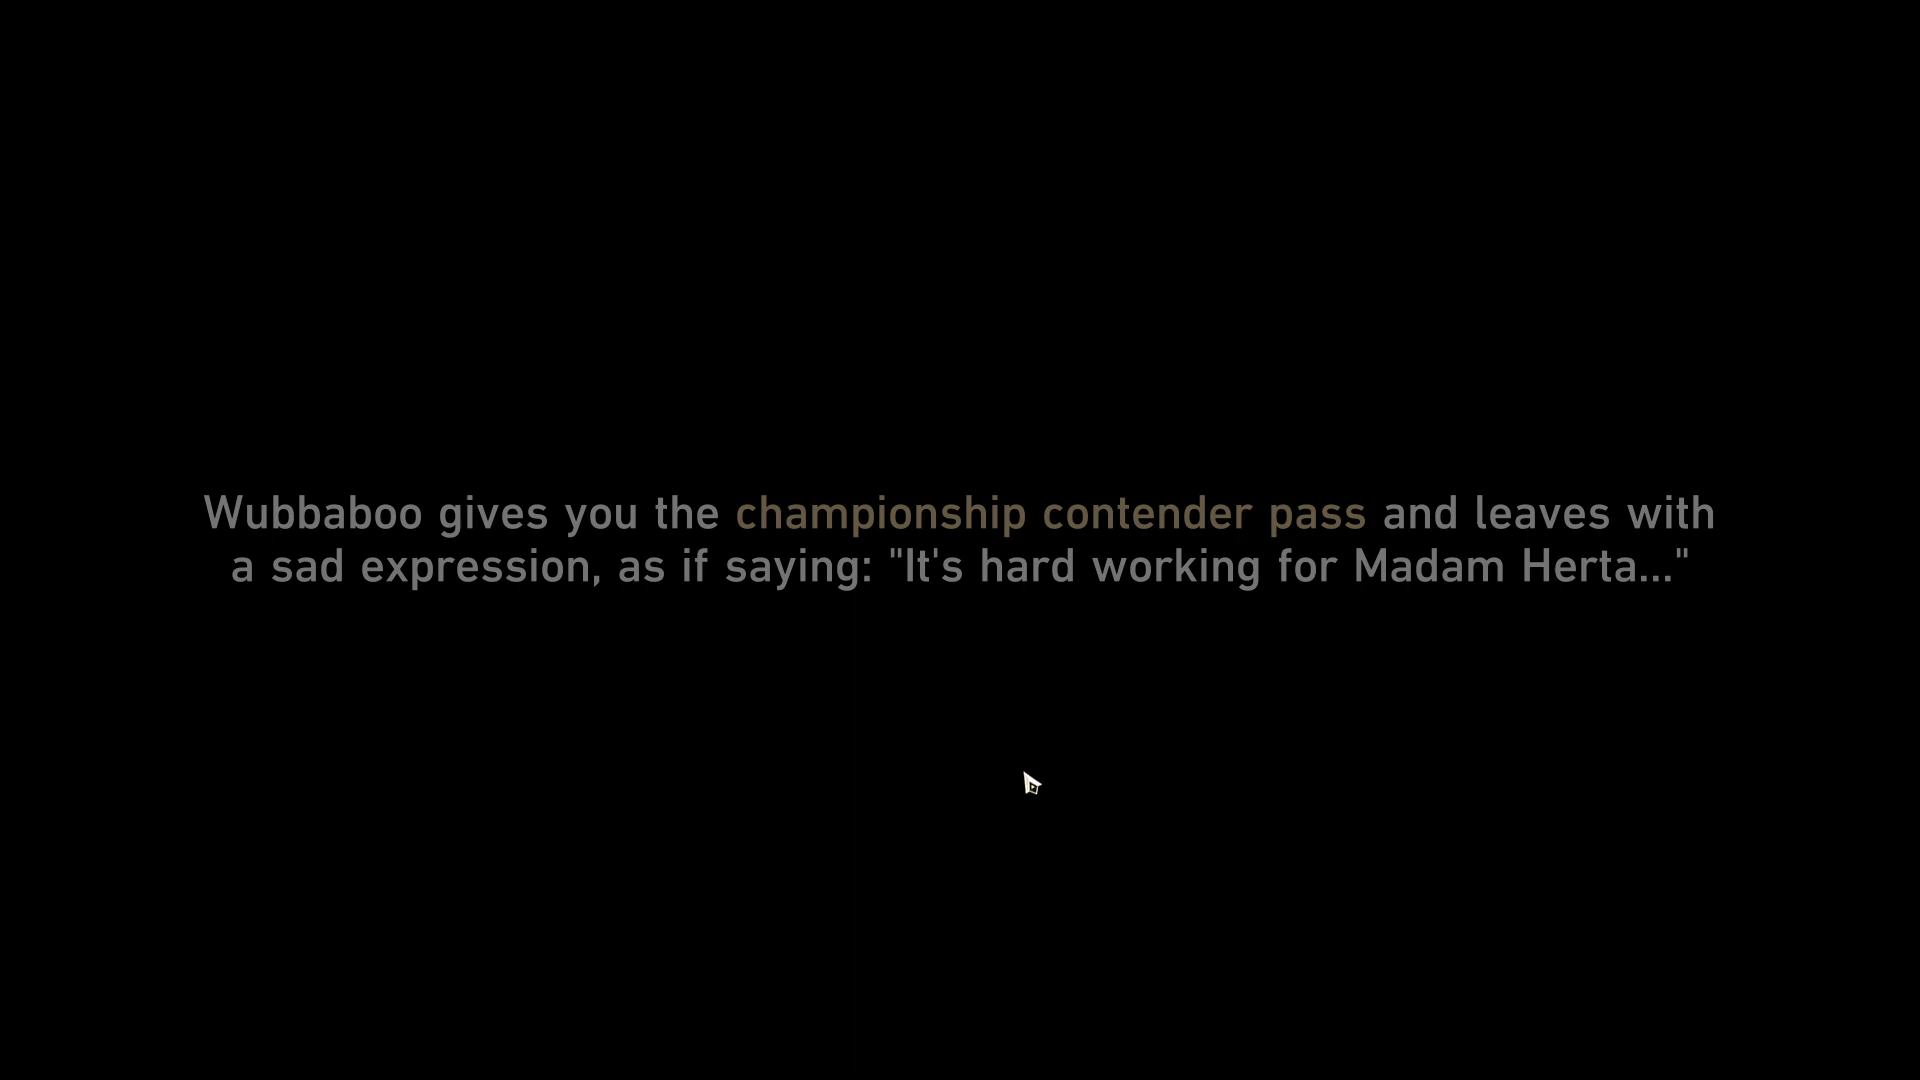 Wubbaboo gives you the championship contender pass and leaves with
a sad expression, as if saying: "It's hard working for Madam Herta..."